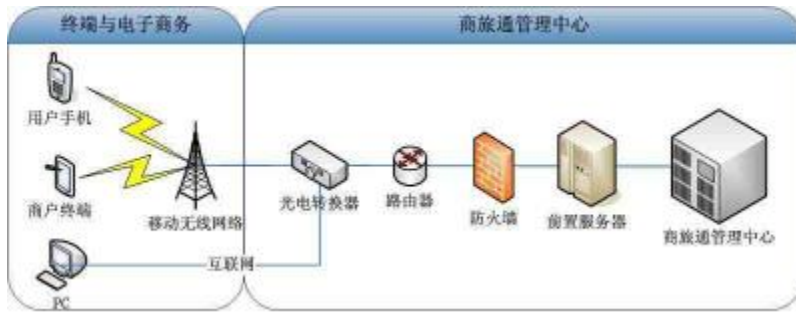 终端与电子商务
商旅通管理中心
用户手机
商户终端
移动无线网络
光电转换器
路由器
防火墙
前置服务器
商旅通管理中心
互联网
PC